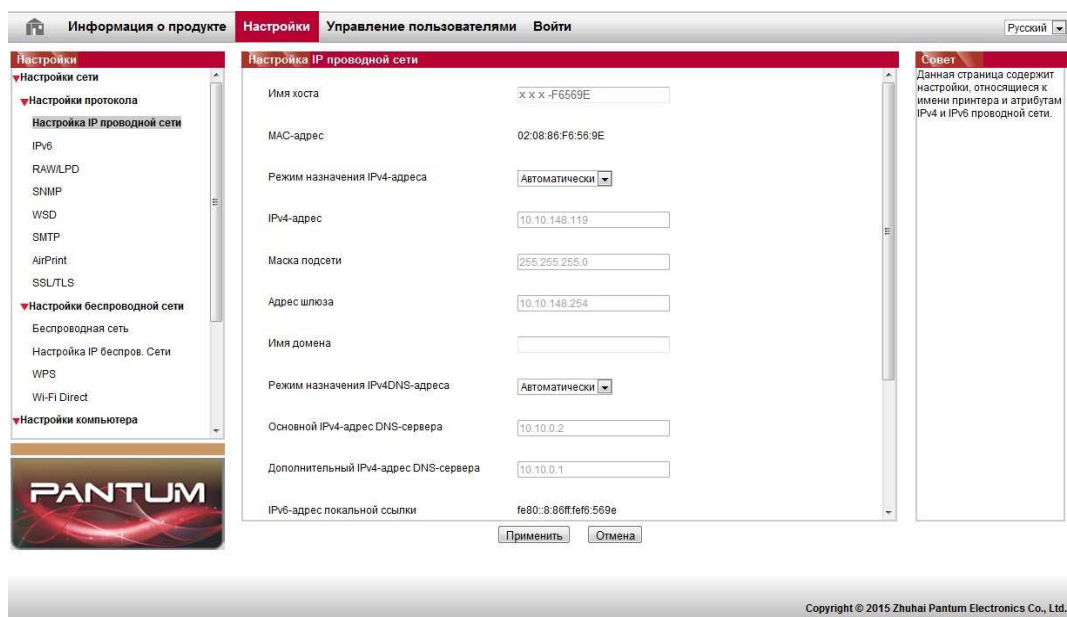 Информация о продукте Настройки Управление пользователями Войти Русский
Настройки
Настройки сети
Настройки протокола
Настройка IP проводной сети
IPv6
RAW/LPD
SNMP
WSD
SMTP
AirPrint
SSL/TLS
Настройки беспроводной сети
Беспроводная сеть
Настройка IP беспров. Сети
WPS
Wi-Fi Direct
Настройки компьютера
PANTUM
Настройка IP проводной сети
Имя хоста x x x -F6569E
MAC-адрес 02:08:86:F6:56:9E
Режим назначения IPv4-адреса Автоматически
IPv4-адрес 10.10.148.119
Маска подсети 255.255.255.0
Адрес шлюза 10.10.148.254
Имя домена
Режим назначения IPv4DNS-адреса Автоматически
Основной IPv4-адрес DNS-сервера 10.10.0.2
Дополнительный IPv4-адрес DNS-сервера 10.10.0.1
IPv6-адрес локальной ссылки fe80::8:86ff:fef6:569e
Применить Отмена
Совет
Данная страница содержит
настройки, относящиеся к
имени принтера и атрибутам
IPv4 и IPv6 проводной сети.
Copyright © 2015 Zhuhai Pantum Electronics Co., Ltd.